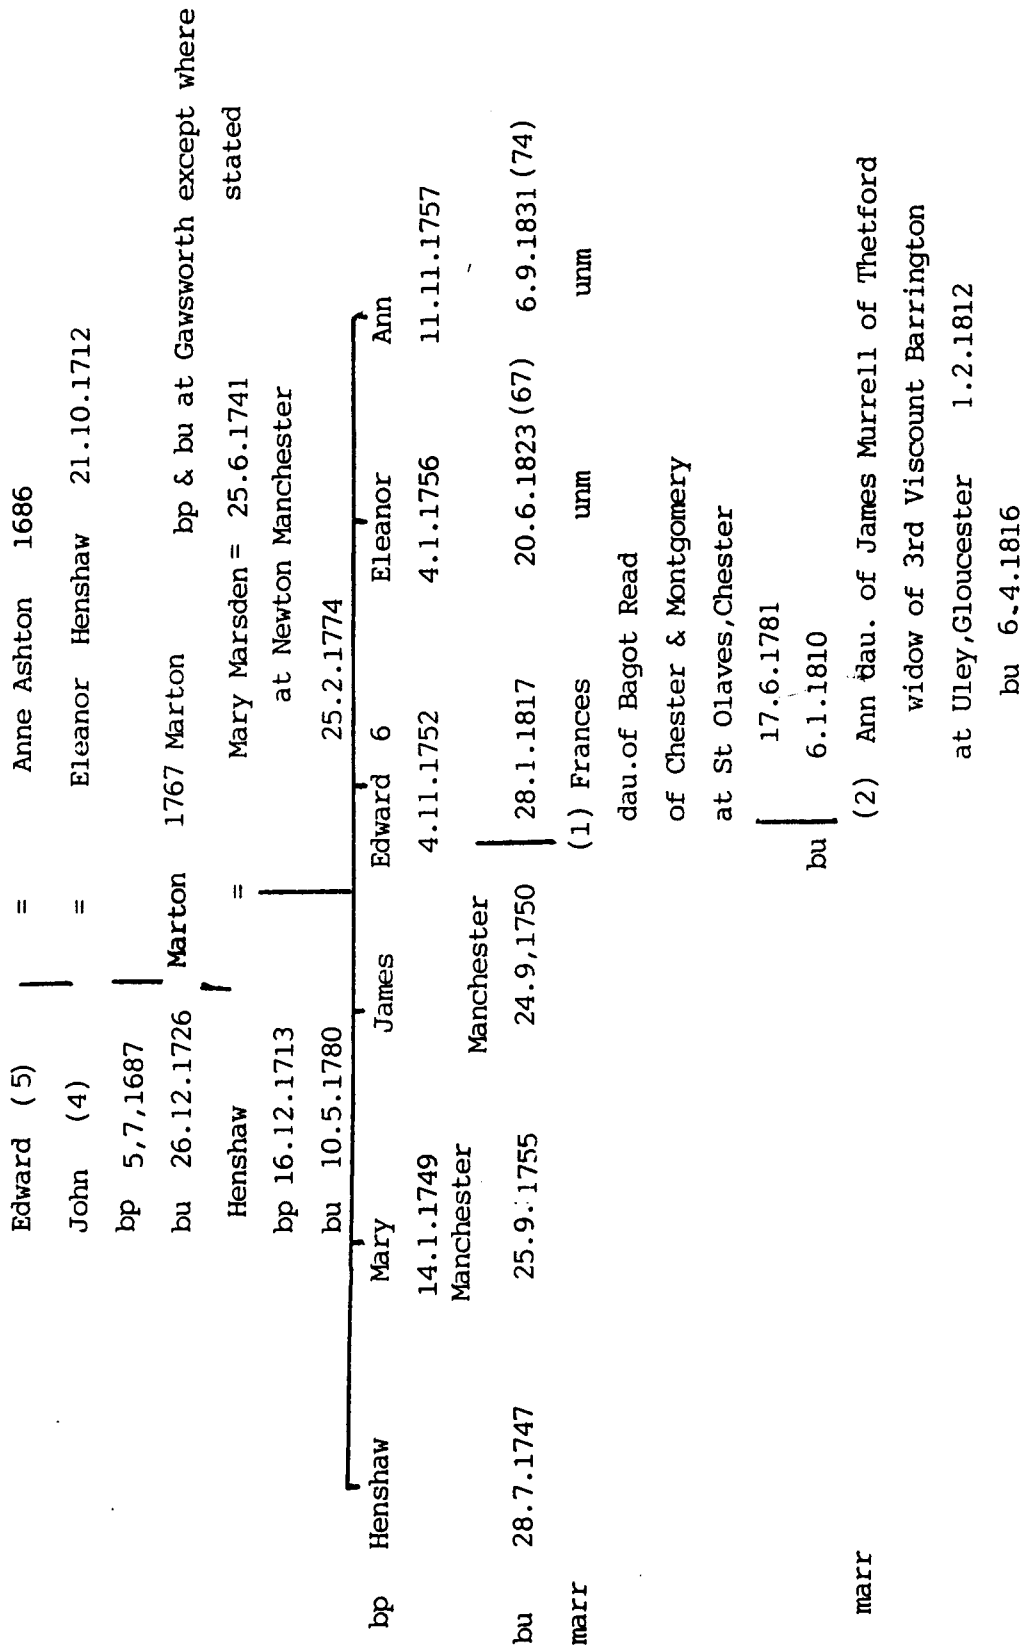 Edward (5) = Anne Ashton 1686
John (4) = Eleanor Henshaw 21.10.1712
bp 5,7,1687
bu 26.12.1726 Marton 1767 Marton bp & bu at Gawsworth except where
Henshaw = Mary Marsden = 25.6.1741 stated
bp 16.12.1713 at Newton Manchester
bu 10.5.1780 25.2.1774
bp Henshaw Mary James Edward 6 Eleanor Ann
14.1.1749 4.11.1752 4.1.1756 11.11.1757
Manchester Manchester
bu 28.7.1747 25.9.1755 24.9,1750 28.1.1817 20.6.1823(67) 6.9.1831(74)
marr (1) Frances unm unm
dau.of Bagot Read
of Chester & Montgomery
at St Olaves,Chester
17.6.1781
bu 6.1.1810
marr (2) Ann dau. of James Murrell of Thetford
widow of 3rd Viscount Barrington
at Uley,Gloucester 1.2.1812
bu 6.4.1816